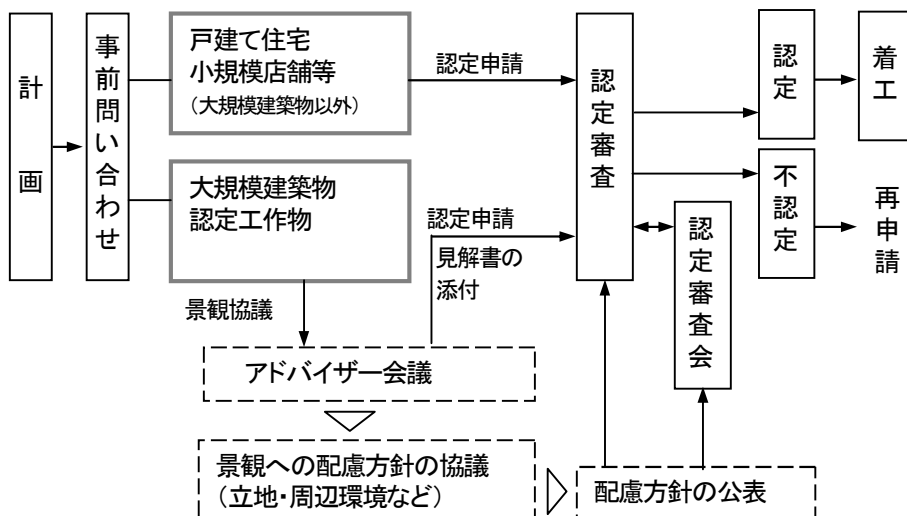 計画
事前問い合わせ
戸建て住宅
小規模店舗等
（大規模建築物以外）
認定申請
大規模建築物
認定工作物
認定申請
見解書の
添付
景観協議
アドバイザー会議
景観への配慮方針の協議
（立地・周辺環境など）
配慮方針の公表
認定審査
認定審査会
認定
着工
不認定
再申請